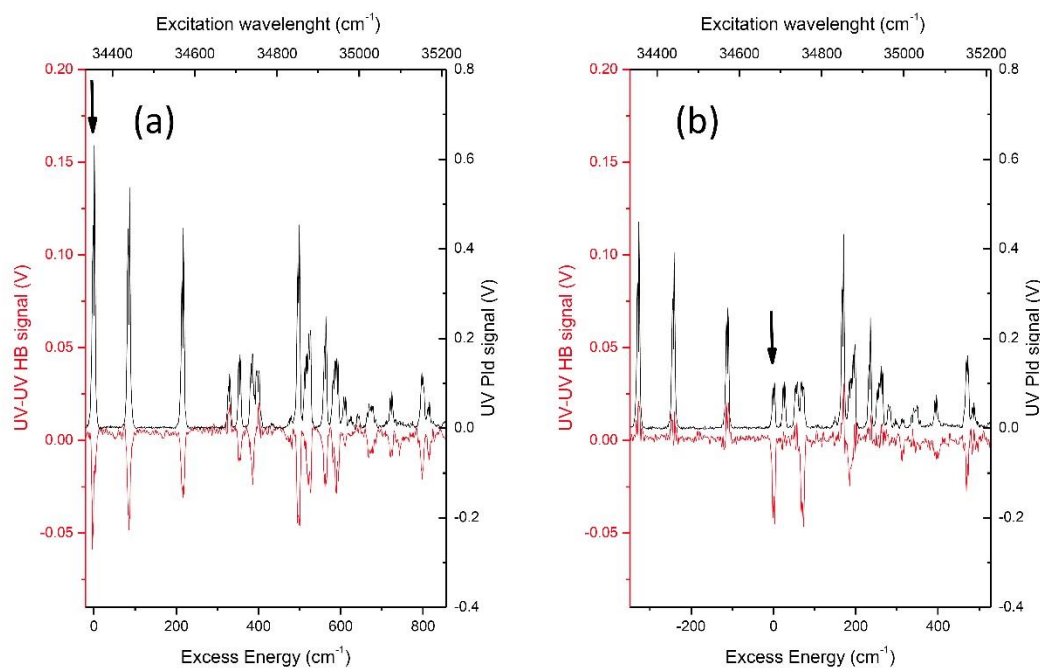 Excitation wavelenght (cm-1)
34400 34600 34800 35000 35200
0.20
0.15
0.10
0.05
0.00
-0.05
UV-UV HB signal (V)
(a)
0.8
0.6
0.4
0.2
0.0
-0.2
-0.4
UV PId signal (V)
0 200 400 600 800
Excess Energy (cm-1)
Excitation wavelenght (cm-1)
34400 34600 34800 35000 35200
0.20
0.15
0.10
0.05
0.00
-0.05
UV-UV HB signal (V)
(b)
0.8
0.6
0.4
0.2
0.0
-0.2
-0.4
UV PId signal (V)
-200 0 200 400
Excess Energy (cm-1)